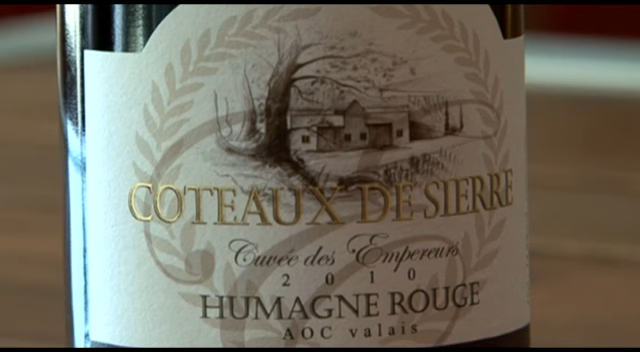 COTEAUX DE SIERRE
Cuvée des Empereurs
2010
HUMAGNE ROUGE
AOC valais